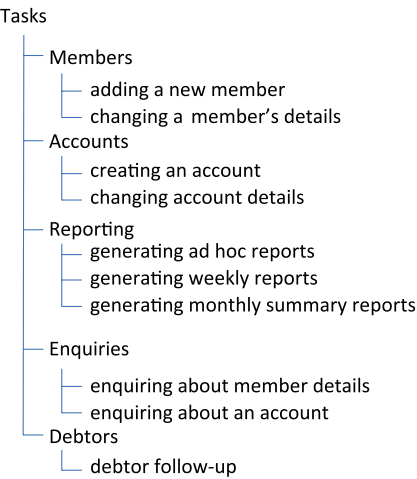 Tasks
Members
adding a new member
changing a member’s details
Accounts
creating an account
changing account details
Reporting
generating ad hoc reports
generating weekly reports
generating monthly summary reports
Enquiries
enquiring about member details
enquiring about an account
Debtors
debtor follow-up